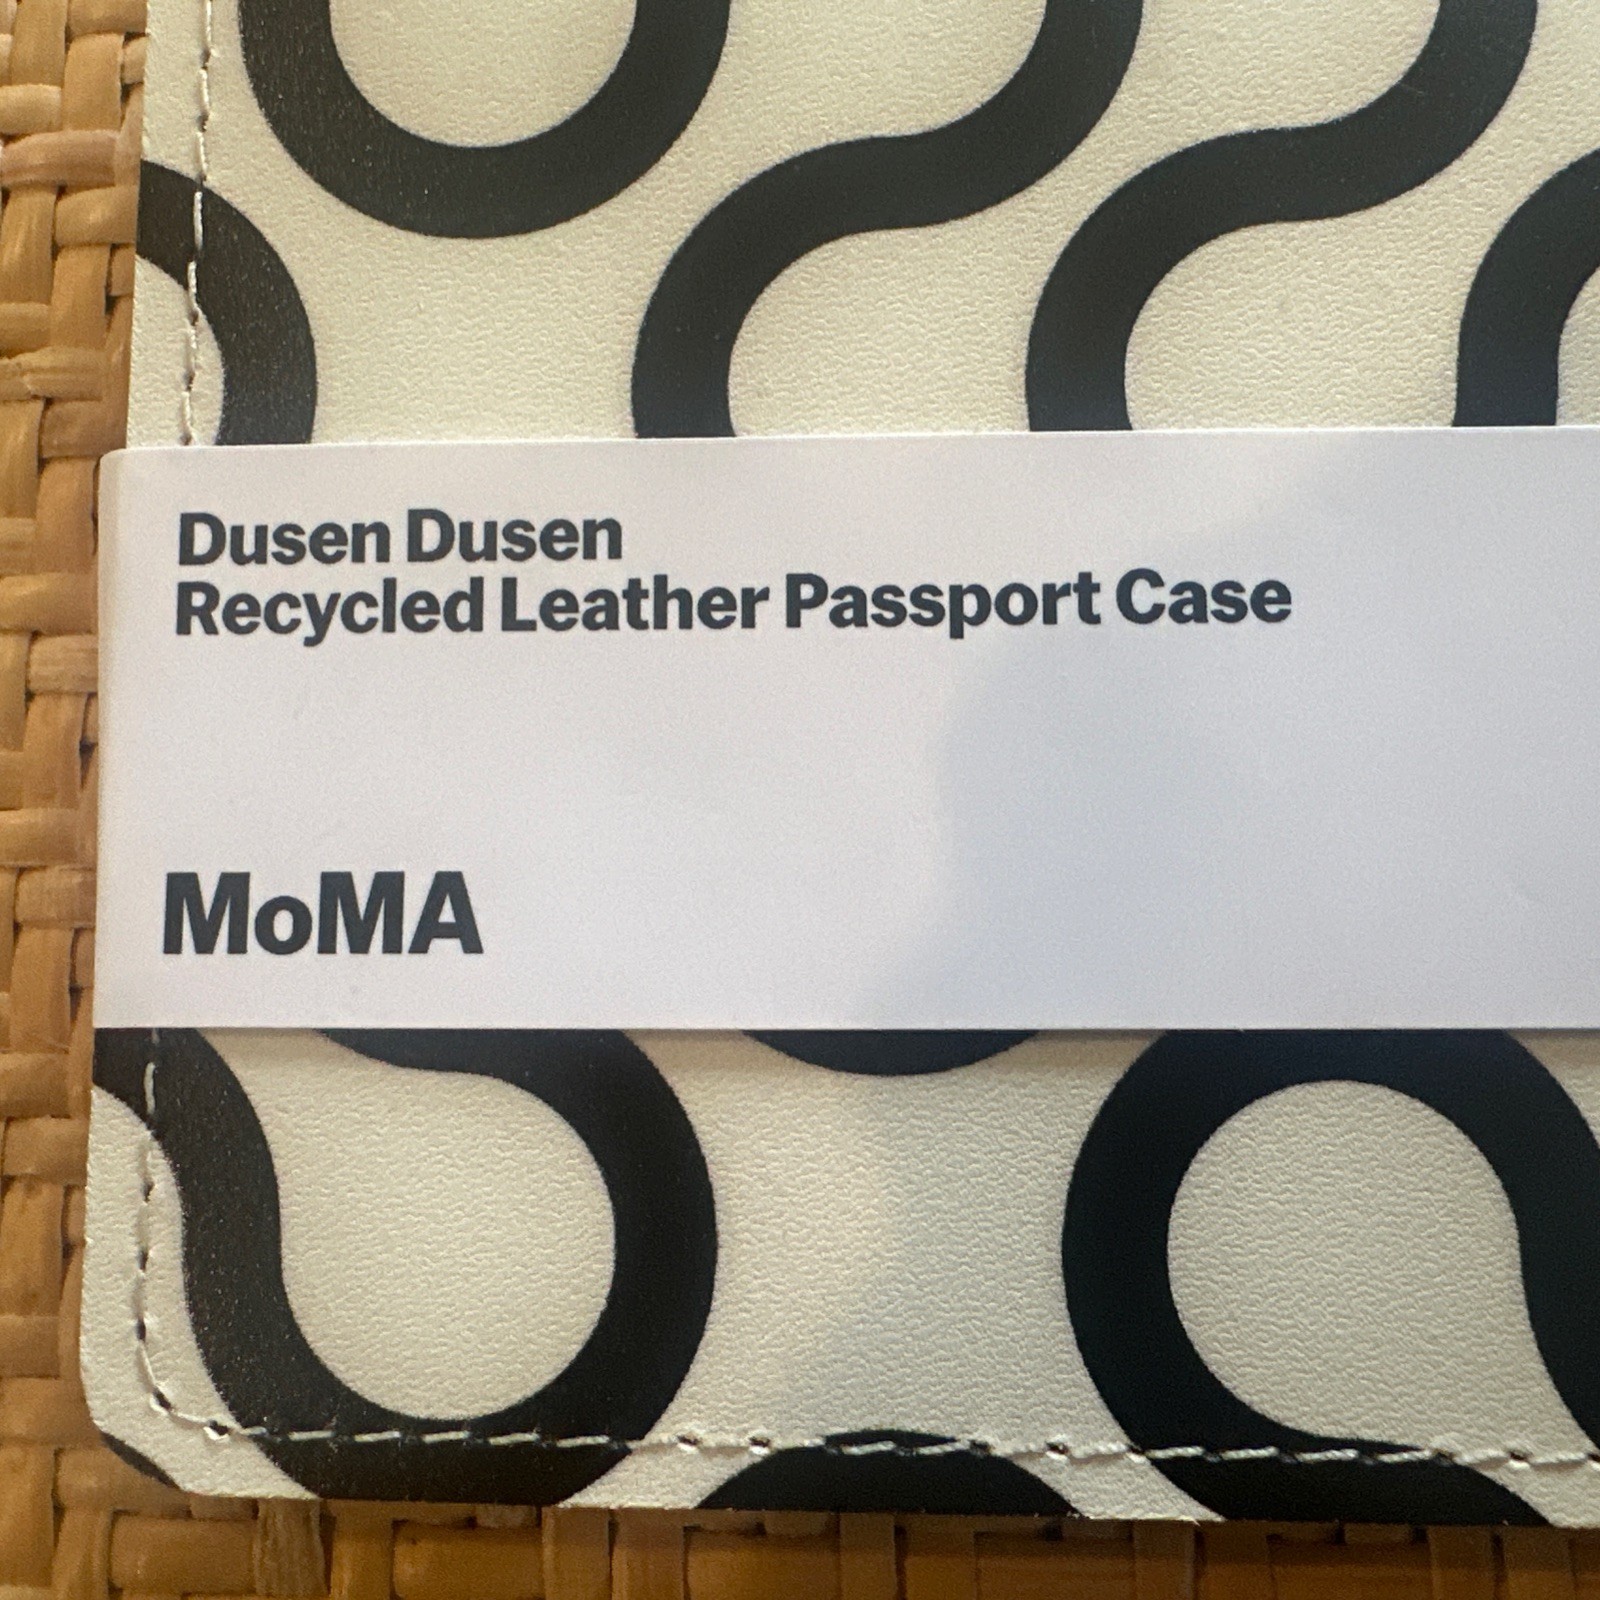 Dusen Dusen
Recycled Leather Passport Case
MoMA